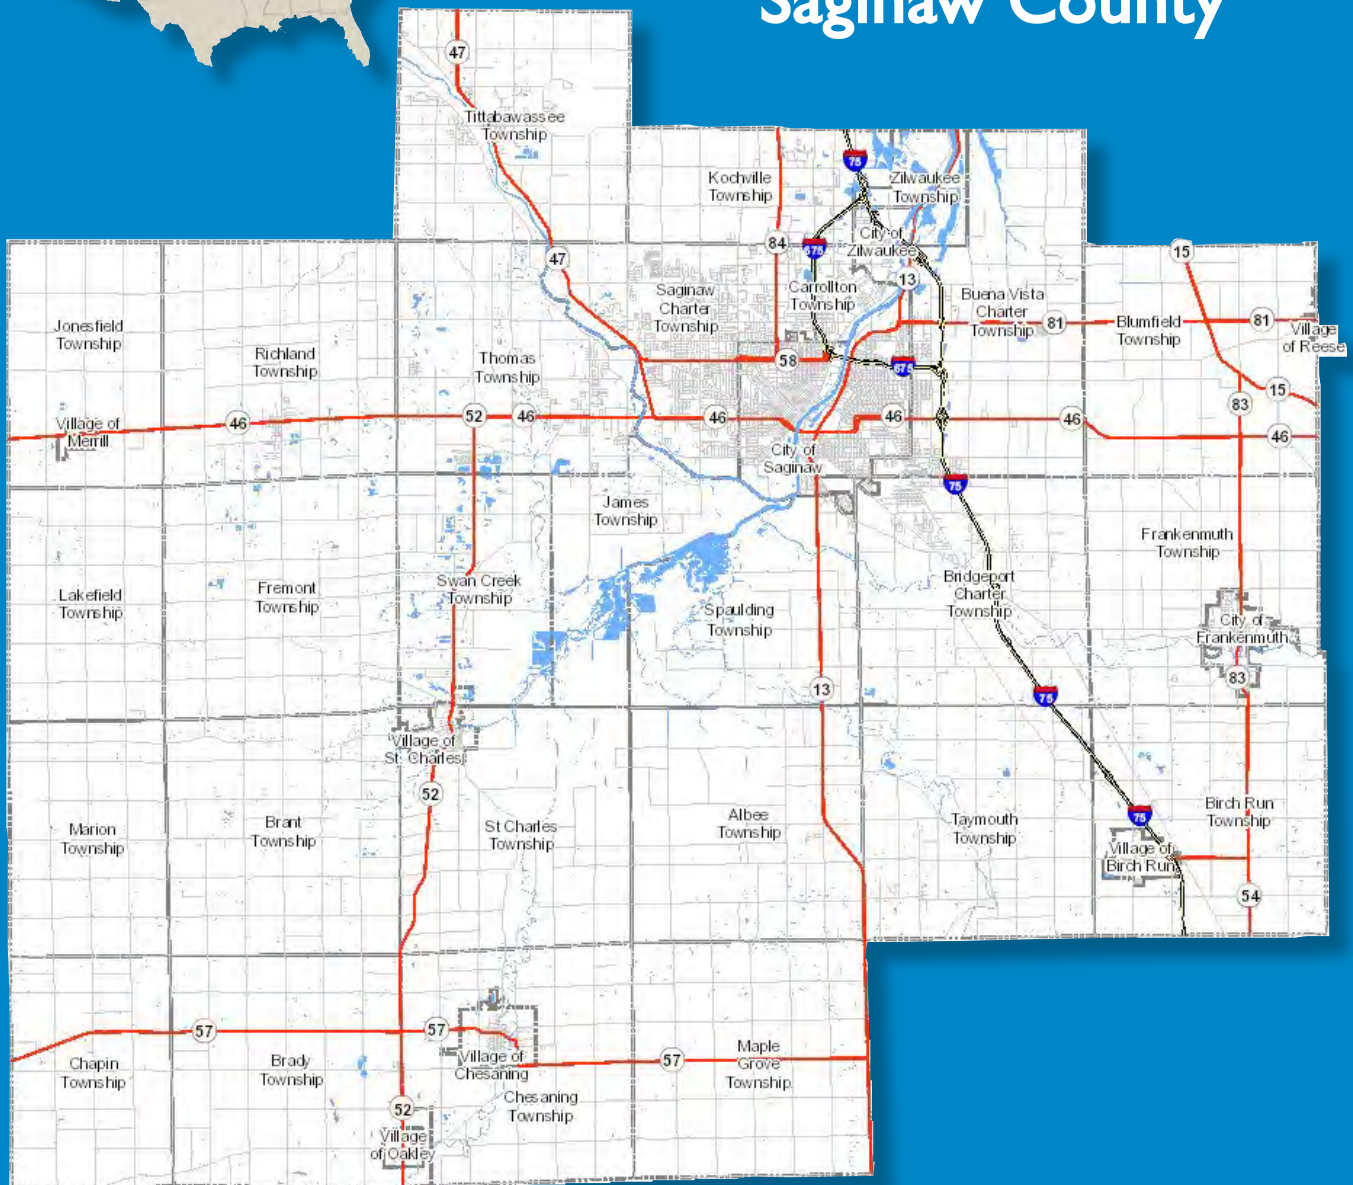 Saginaw County
47
Tittabawassee
Township
75
Kochville
Township
Zilwaukee
Township
84
675
City of
Zilwaukee
15
47
13
Saginaw
Charter
Township
Carrollton
Township
Buena Vista
Charter
Township
81
Blumfield
Township
81
Village
of Reese
Jonesfield
Township
Richland
Township
Thomas
Township
58
675
15
83
Village of
Merrill
46
52
46
46
46
46
46
City of
Saginaw
75
James
Township
Frankenmuth
Township
Lakefield
Township
Fremont
Township
Swan Creek
Township
Spaulding
Township
Bridgeport
Charter
Township
City of
Frankenmuth
13
75
83
Village of
St. Charles
52
Marion
Township
Brant
Township
St Charles
Township
Albee
Township
Taymouth
Township
75
Birch Run
Township
Village of
Birch Run
54
57
57
57
Chapin
Township
Brady
Township
Village of
Chesaning
Maple
Grove
Township
Chesaning
Township
52
Village
of Oakley